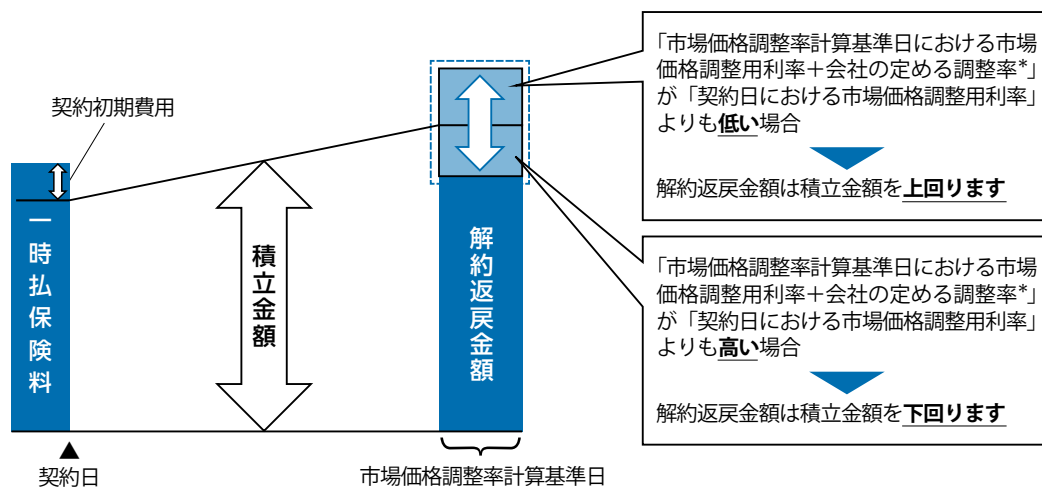 契約初期費用
一時払保険料
積立金額
解約返戻金額
契約日
市場価格調整率計算基準日
「市場価格調整率計算基準日における市場
価格調整用利率＋会社の定める調整率*」
が「契約日における市場価格調整用利率」
よりも低い場合
解約返戻金額は積立金額を上回ります
「市場価格調整率計算基準日における市場
価格調整用利率＋会社の定める調整率*」
が「契約日における市場価格調整用利率」
よりも高い場合
解約返戻金額は積立金額を下回ります